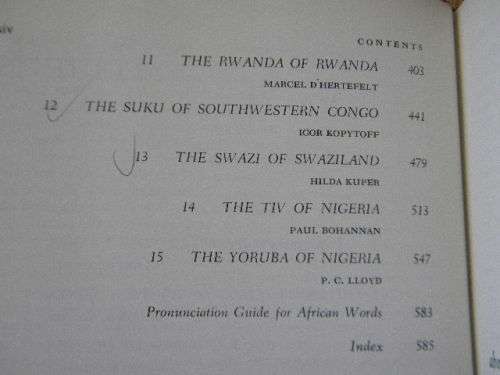 xiv
CONTENTS
11 THE RWANDA OF RWANDA 403
MARCEL D'HERTEFELT
12 THE SUKU OF SOUTHWESTERN CONGO 441
IGOR KOPYTOFF
13 THE SWAZI OF SWAZILAND 479
HILDA KUPER
14 THE TIV OF NIGERIA 513
PAUL BOHANNAN
15 THE YORUBA OF NIGERIA 547
P. C. LLOYD
Pronunciation Guide for African Words 583
Index 585